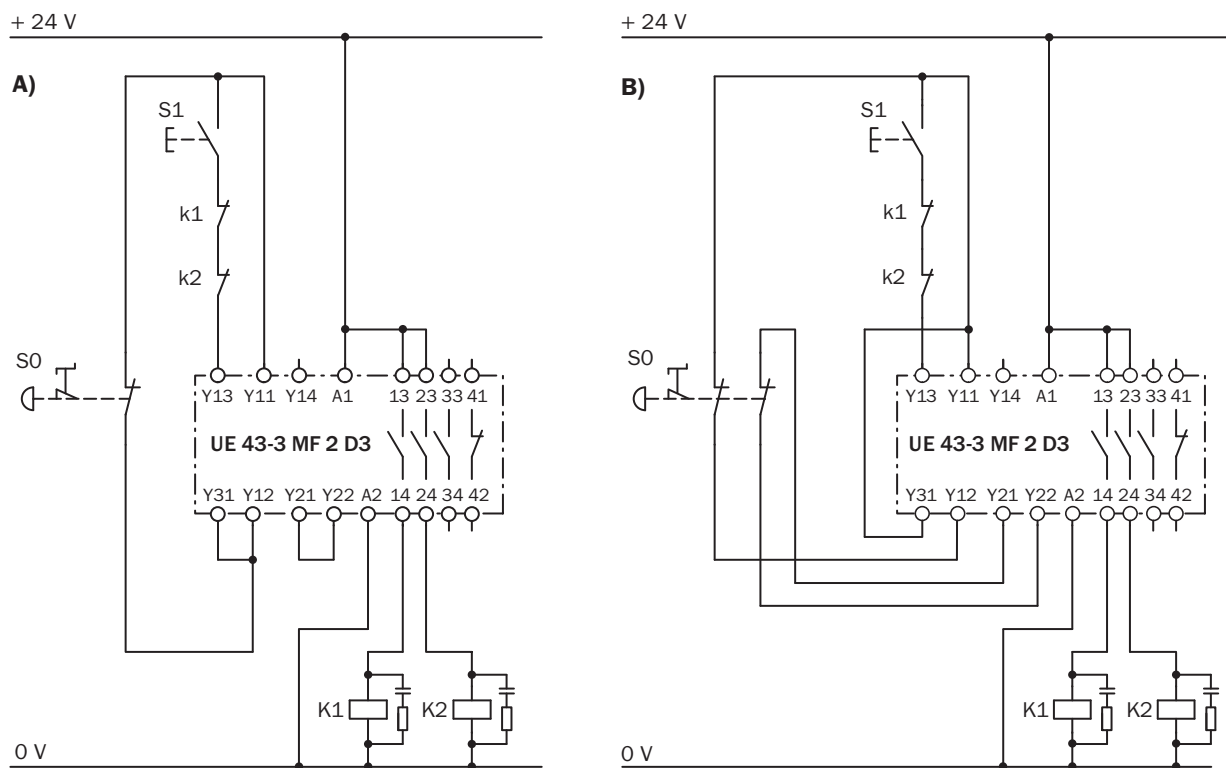 + 24 V
A)
S1
k1
k2
S0
Y13 Y11 Y14 A1 13 23 33 41
UE 43-3 MF 2 D3
Y31 Y12 Y21 Y22 A2 14 24 34 42
K1 K2
0 V
+ 24 V
B)
S1
k1
k2
S0
Y13 Y11 Y14 A1 13 23 33 41
UE 43-3 MF 2 D3
Y31 Y12 Y21 Y22 A2 14 24 34 42
K1 K2
0 V